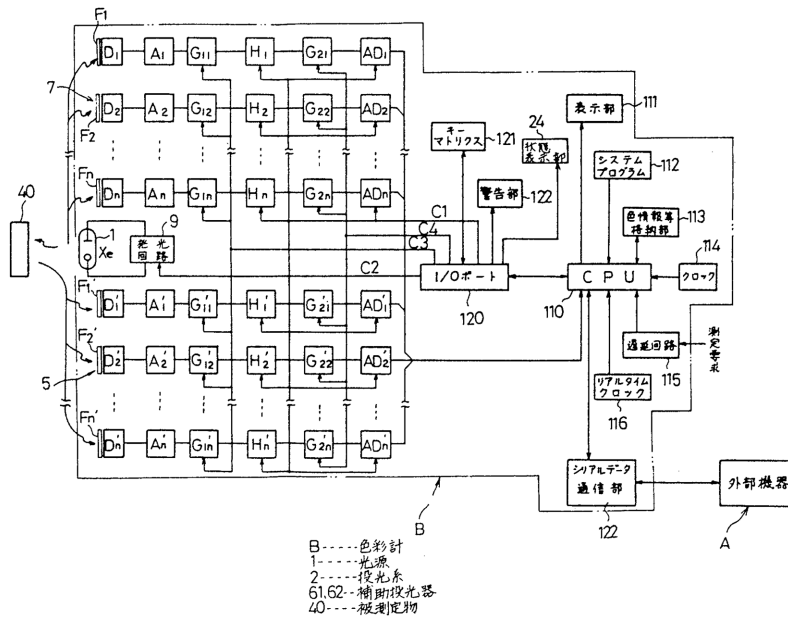 F1
D1 A1 G11 H1 G21 AD1
7
F2
D2 A2 G12 H2 G22 AD2
Fn
Dn An G1n Hn G2n ADn
40
1
Xe
9
発光
回路
C1
C4
C3
C2
F1'
D1' A1' G11' H1' G21' AD1'
F2'
5
D2' A2' G12' H2' G22' AD2'
Fn'
Dn' An' G1n' Hn' G2n' ADn'
キー
マトリクス
121
24
状態
表示部
警告部
122
I/Oポート
120
表示部
111
システム
プログラム
112
色情報等
格納部
113
114
クロック
CPU
110
遅延回路
115
測定要求
リアルタイム
クロック
116
シリアルデータ
通信部
122
外部機器
A
B
B-----色彩計
1----光源
2----投光系
61,62--補助投光器
40---被測定物